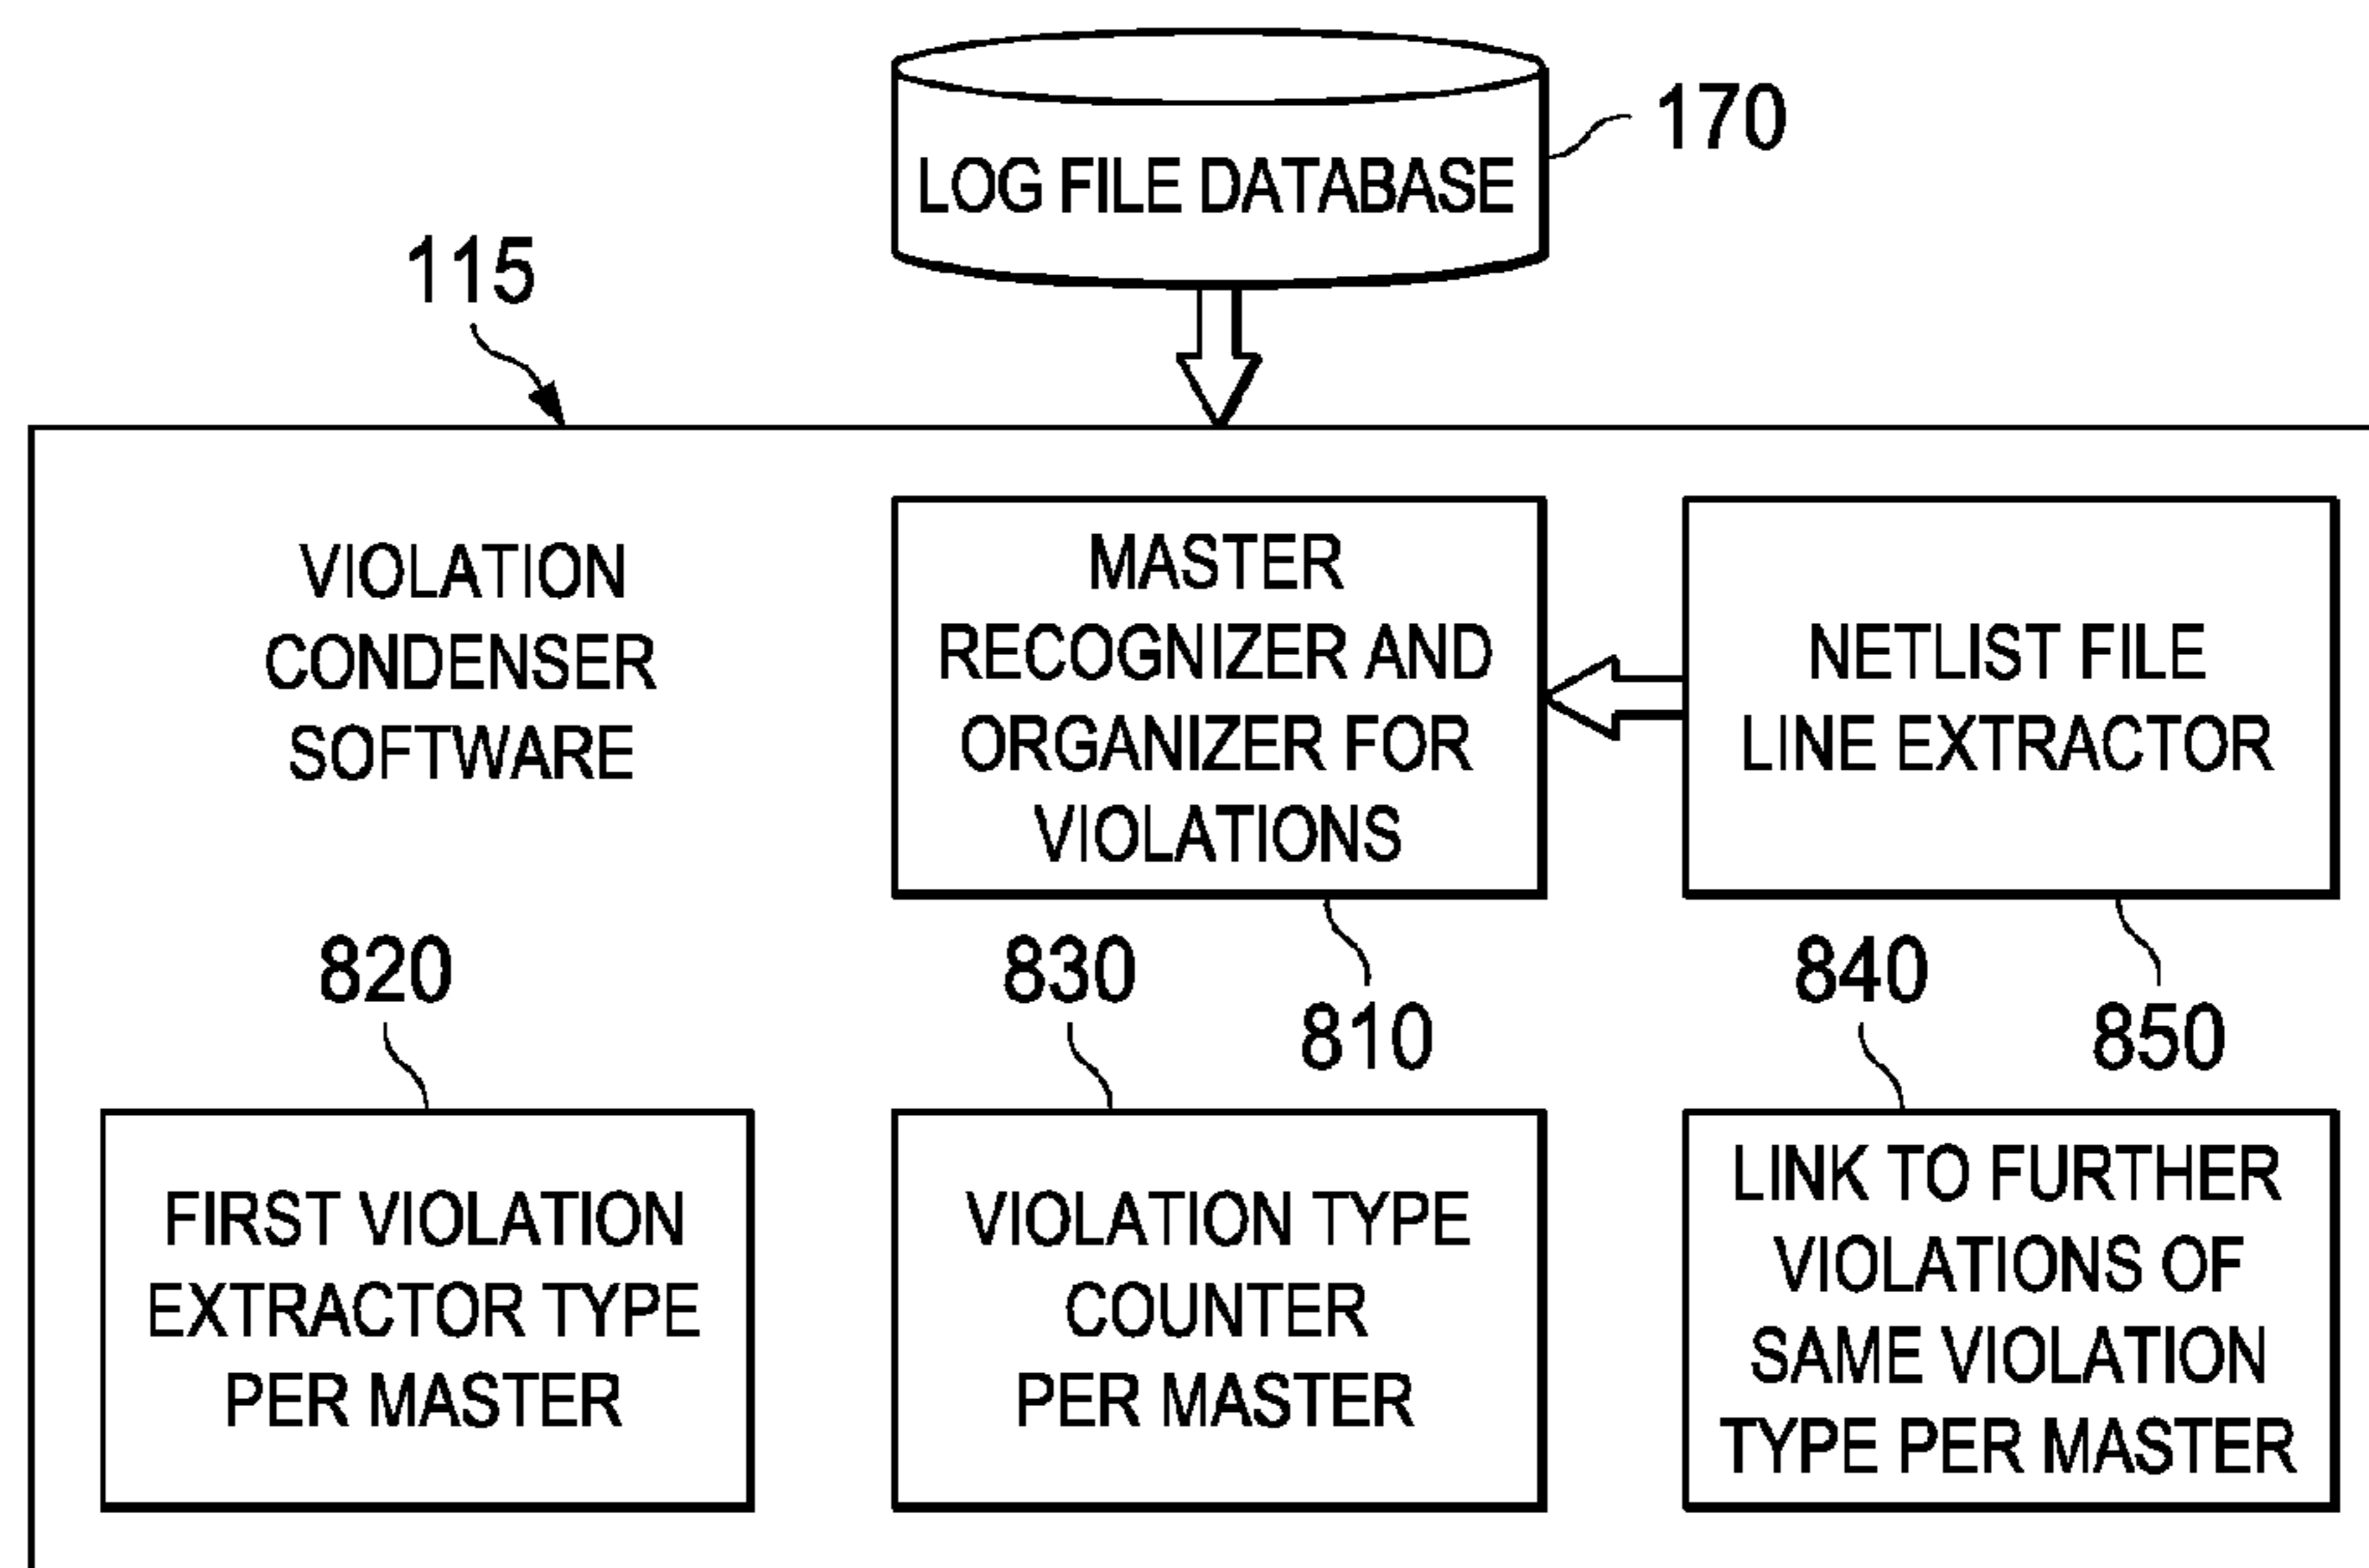 LOG FILE DATABASE
170
115
VIOLATION
CONDENSER
SOFTWARE
MASTER
RECOGNIZER AND
ORGANIZER FOR
VIOLATIONS
NETLIST FILE
LINE EXTRACTOR
820
830
810
840
850
FIRST VIOLATION
EXTRACTOR TYPE
PER MASTER
VIOLATION TYPE
COUNTER
PER MASTER
LINK TO FURTHER
VIOLATIONS OF
SAME VIOLATION
TYPE PER MASTER